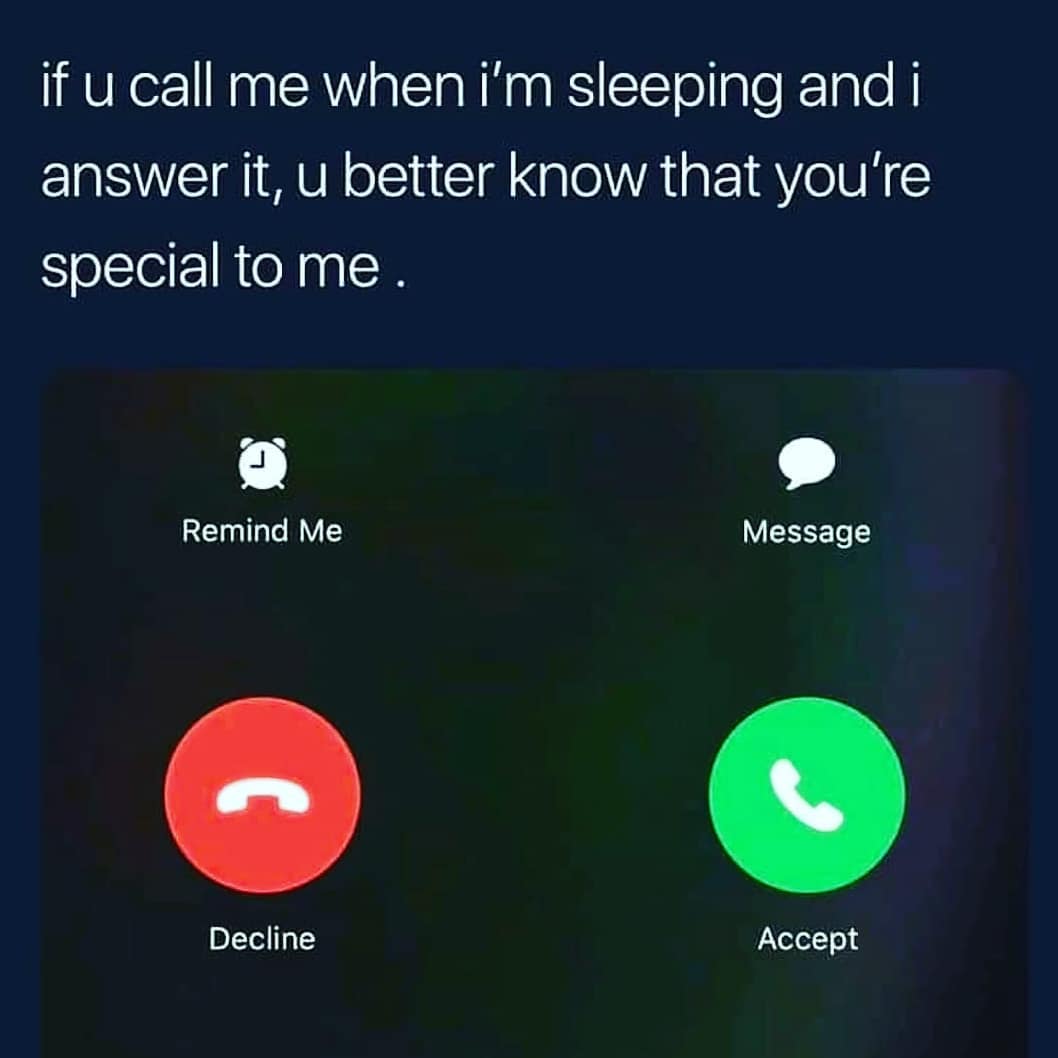 if u call me when i’m sleeping and i
answer it, u better know that you’re
special to me .
Remind Me
Message
Decline
Accept